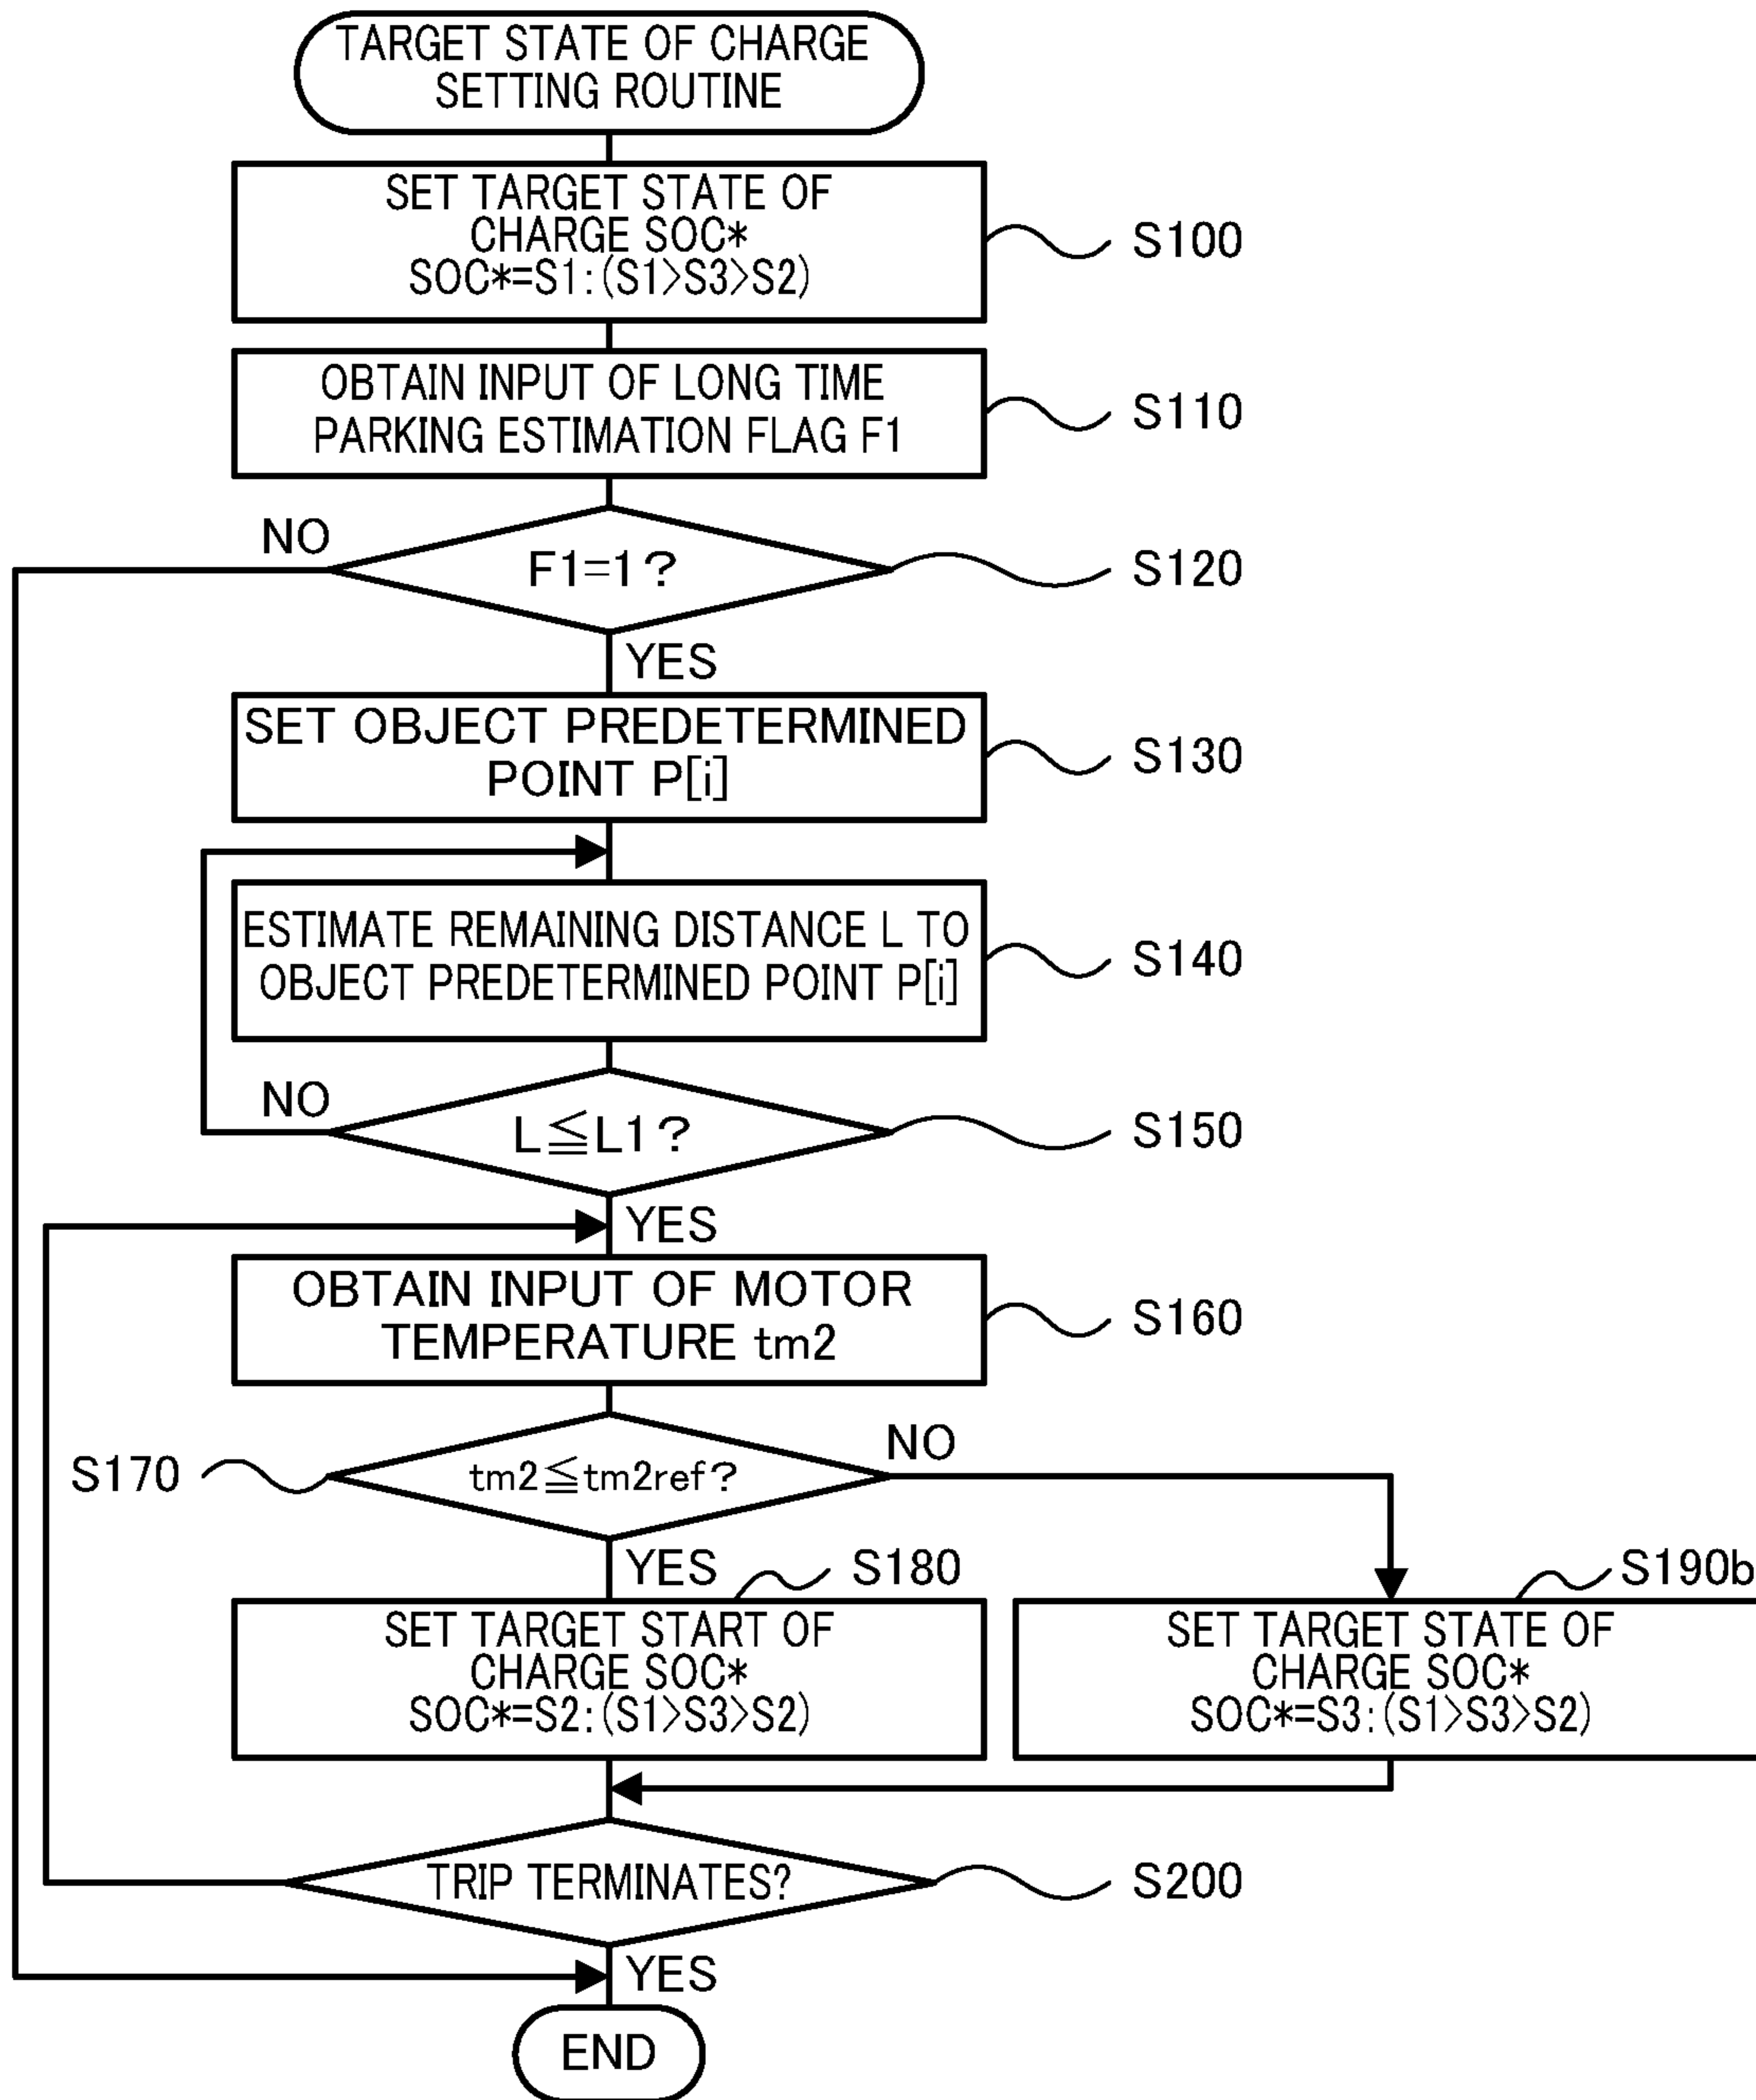 TARGET STATE OF CHARGE
SETTING ROUTINE
SET TARGET STATE OF
CHARGE SOC*
SOC*=S1:(S1>S3>S2)
S100
OBTAIN INPUT OF LONG TIME
PARKING ESTIMATION FLAG F1
S110
NO
F1=1?
S120
YES
SET OBJECT PREDETERMINED
POINT P[i]
S130
ESTIMATE REMAINING DISTANCE L TO
OBJECT PREDETERMINED POINT P[i]
S140
NO
L≦L1?
S150
YES
OBTAIN INPUT OF MOTOR
TEMPERATURE tm2
S160
S170
tm2≦tm2ref?
NO
YES
S180
S190b
SET TARGET START OF
CHARGE SOC*
SOC*=S2:(S1>S3>S2)
SET TARGET STATE OF
CHARGE SOC*
SOC*=S3:(S1>S3>S2)
TRIP TERMINATES?
S200
YES
END